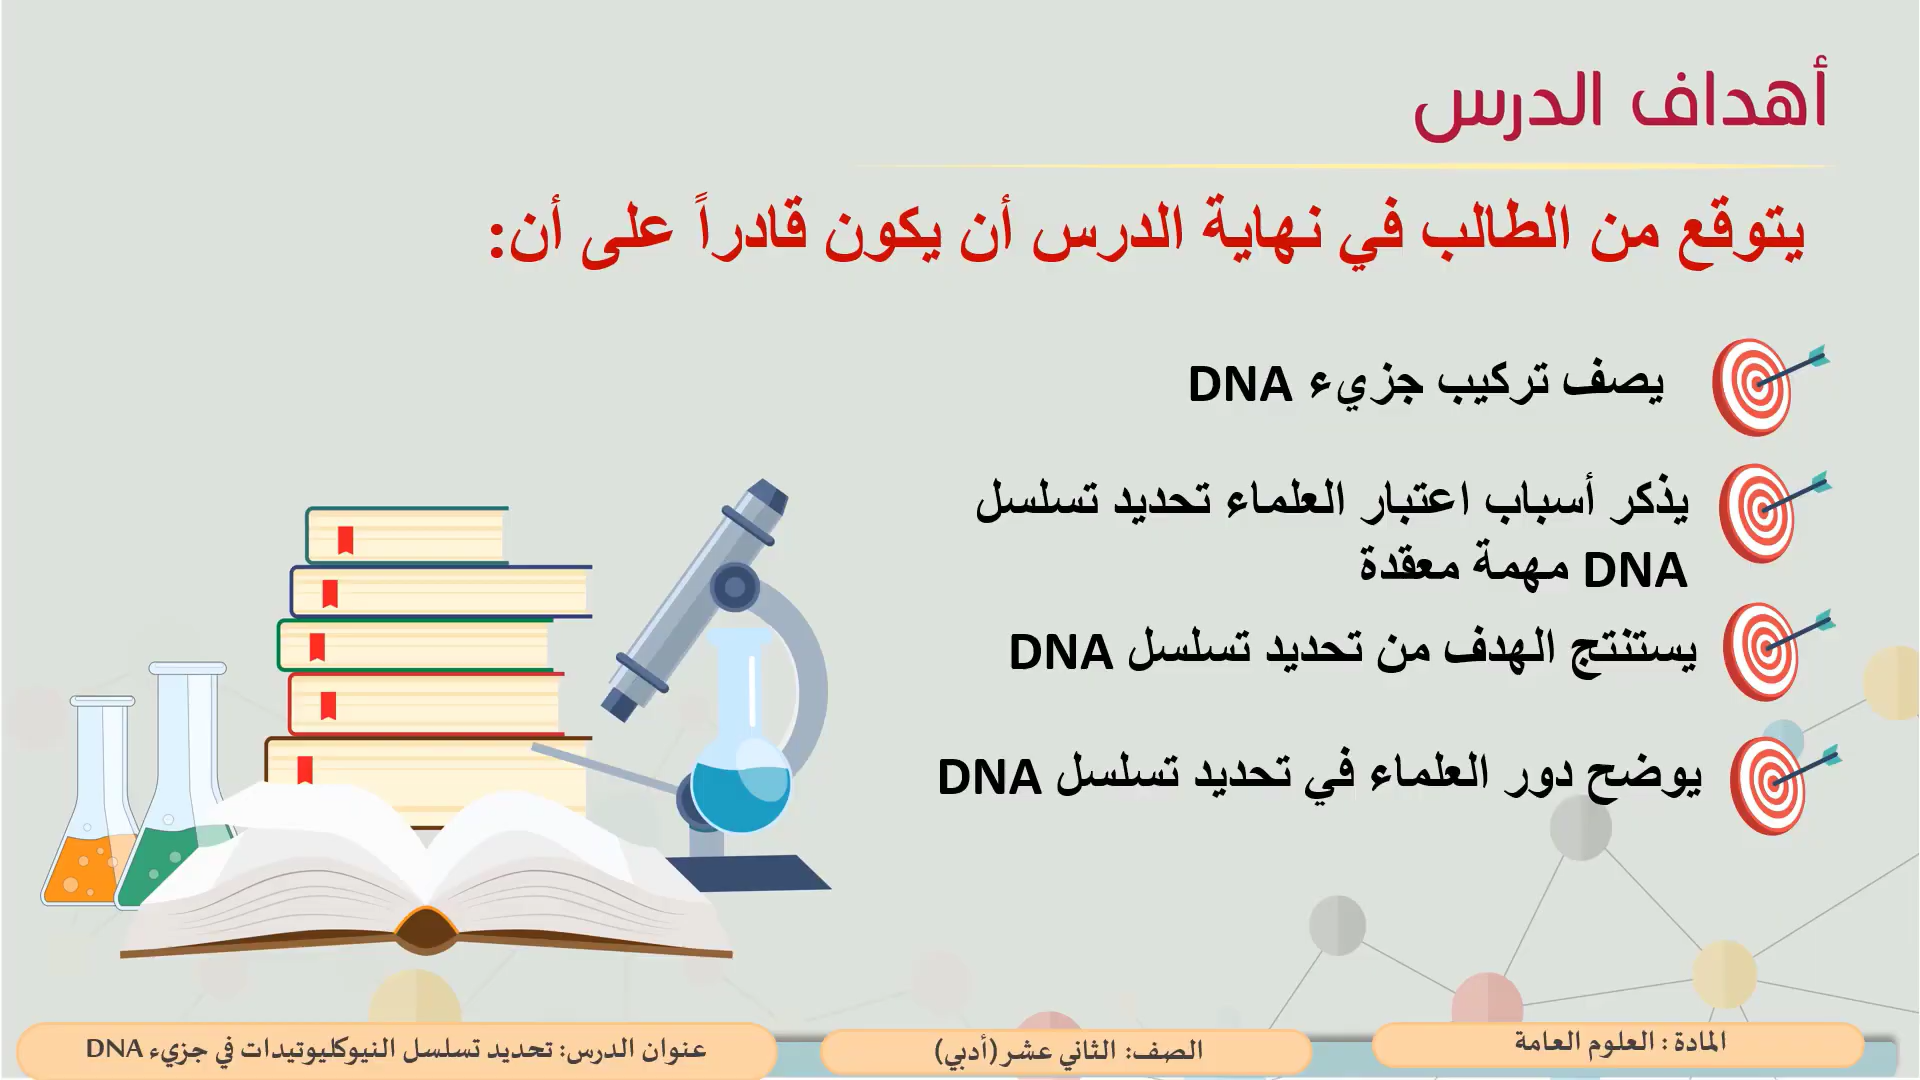 أهداف الدرس
يتوقع من الطالب في نهاية الدرس أن يكون قادراً على أن:
يصف تركيب جزيء DNA
يذكر أسباب اعتبار العلماء تحديد تسلسل
DNA مهمة معقدة
يستنتج الهدف من تحديد تسلسل DNA
يوضح دور العلماء في تحديد تسلسل DNA
المادة : العلوم العامة
الصف: الثاني عشر (أدبي)
عنوان الدرس: تحديد تسلسل النيوكليوتيدات في جزيء DNA